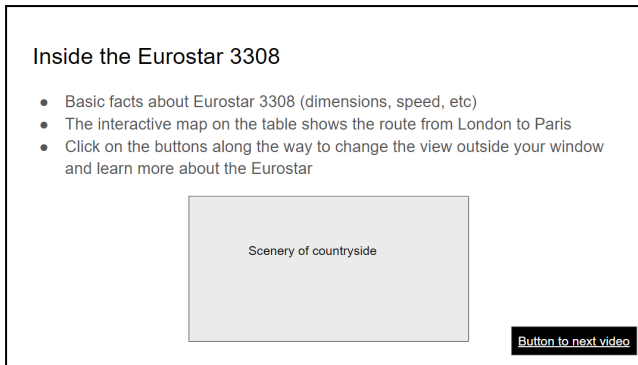 Inside the Eurostar 3308
● Basic facts about Eurostar 3308 (dimensions, speed, etc)
● The interactive map on the table shows the route from London to Paris
● Click on the buttons along the way to change the view outside your window
and learn more about the Eurostar
Scenery of countryside
Button to next video